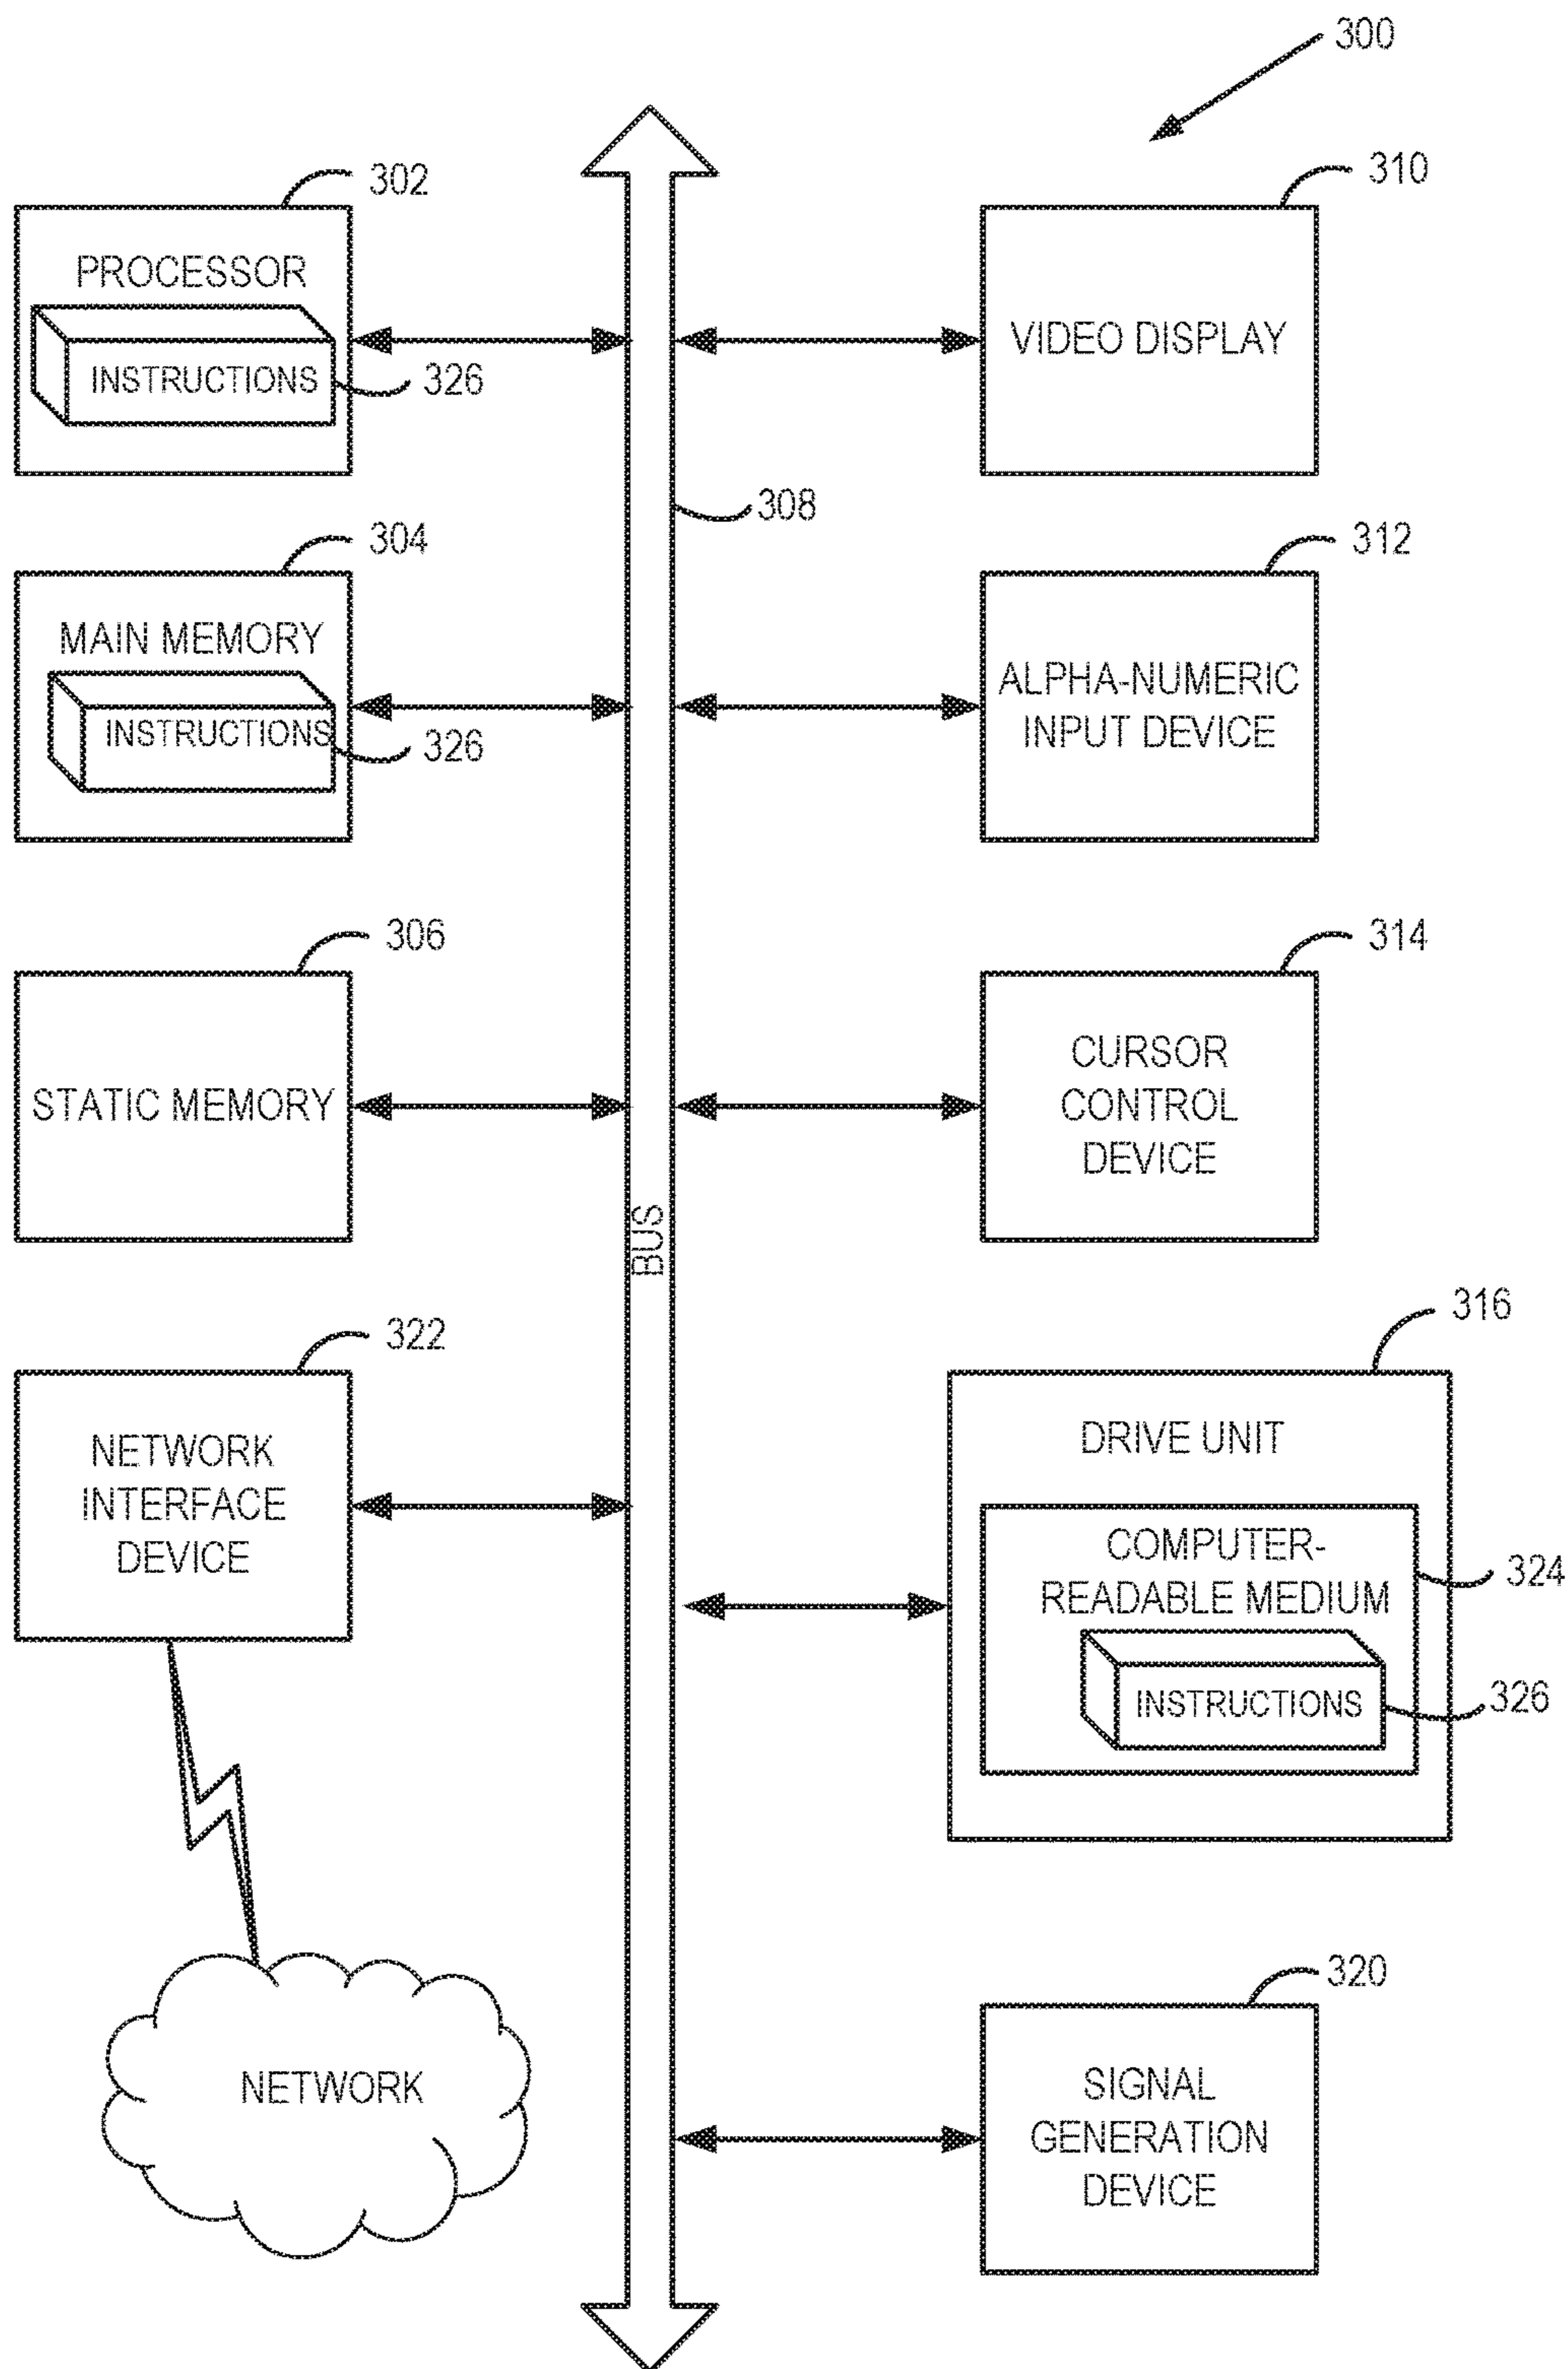 300
302
PROCESSOR
INSTRUCTIONS
326
304
MAIN MEMORY
INSTRUCTIONS
326
306
STATIC MEMORY
322
NETWORK
INTERFACE
DEVICE
NETWORK
308
BUS
310
VIDEO DISPLAY
312
ALPHA-NUMERIC
INPUT DEVICE
314
CURSOR
CONTROL
DEVICE
316
DRIVE UNIT
COMPUTER-
READABLE MEDIUM
324
INSTRUCTIONS
326
320
SIGNAL
GENERATION
DEVICE